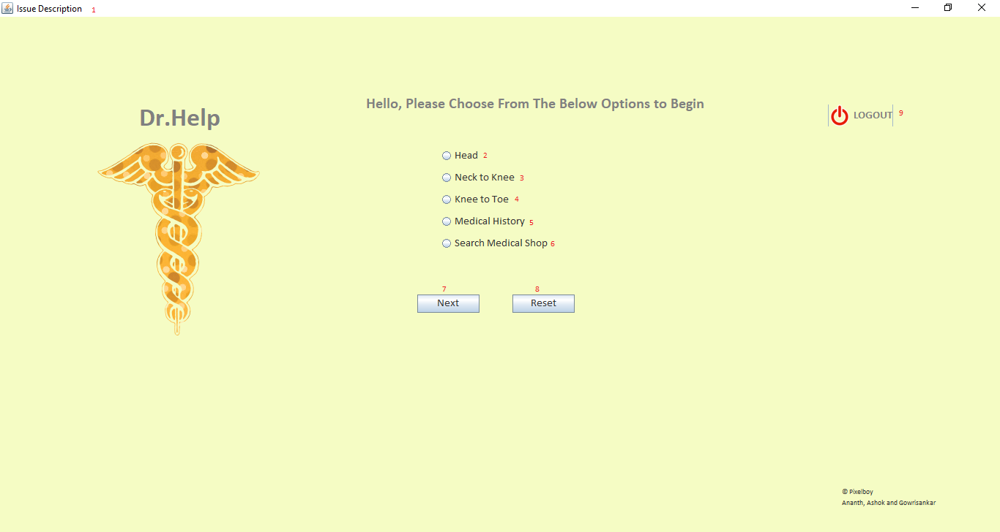 Issue Description 1
Hello, Please Choose From The Below Options to Begin
Dr.Help
LOGOUT 9
Head 2
Neck to Knee 3
Knee to Toe 4
Medical History 5
Search Medical Shop 6
7 8
Next Reset
© Pixelboy
Ananth, Ashok and Gowrisankar